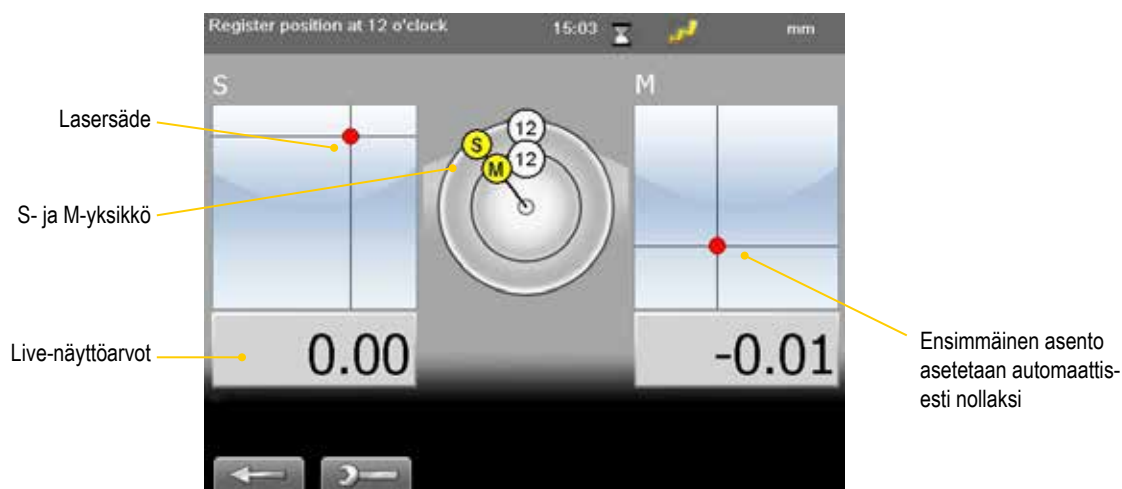 Register position at 12 o'clock 15:03 mm
S M
Lasersäde
12
S
12
M
S- ja M-yksikkö
Live-näyttöarvot
0.00 -0.01
Ensimmäinen asento
asetetaan automaattis-
esti nollaksi